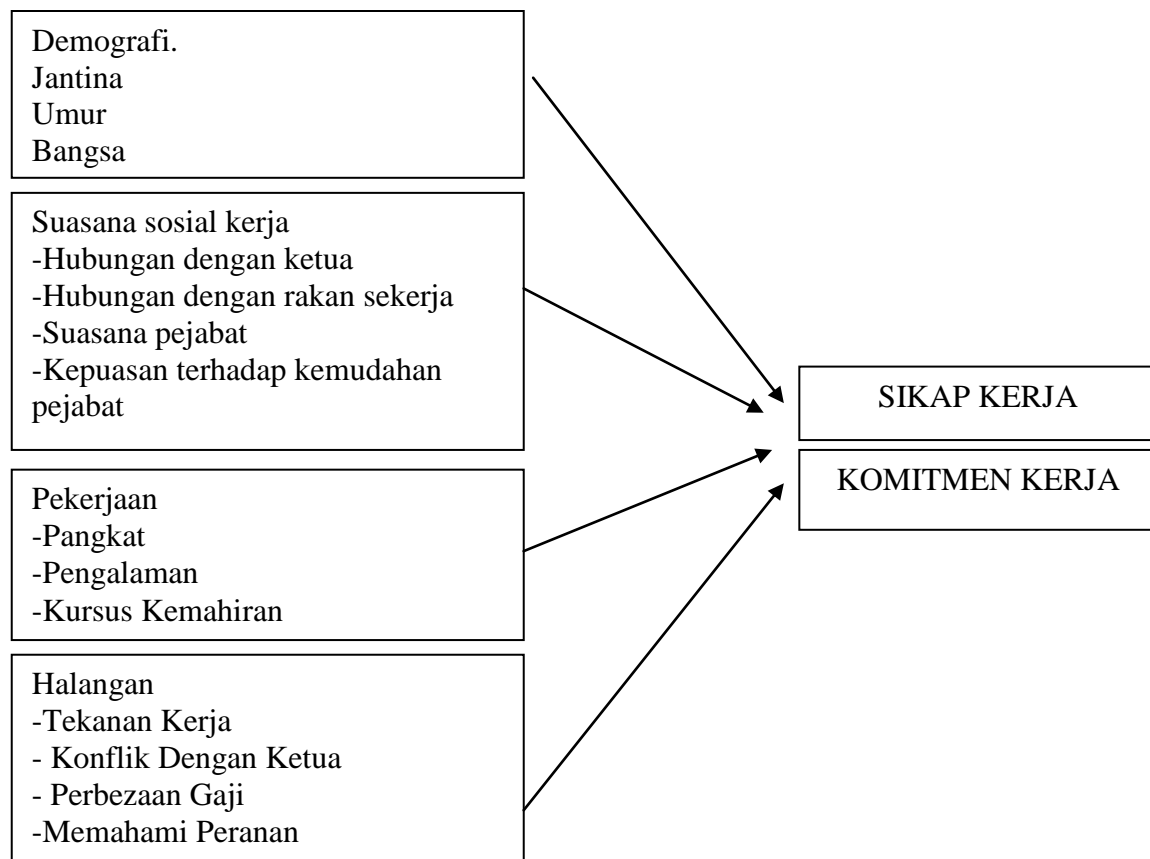 Demografi.
Jantina
Umur
Bangsa
Suasana sosial kerja
-Hubungan dengan ketua
-Hubungan dengan rakan sekerja
-Suasana pejabat
-Kepuasan terhadap kemudahan
pejabat
Pekerjaan
-Pangkat
-Pengalaman
-Kursus Kemahiran
Halangan
-Tekanan Kerja
- Konflik Dengan Ketua
- Perbezaan Gaji
-Memahami Peranan
SIKAP KERJA
KOMITMEN KERJA